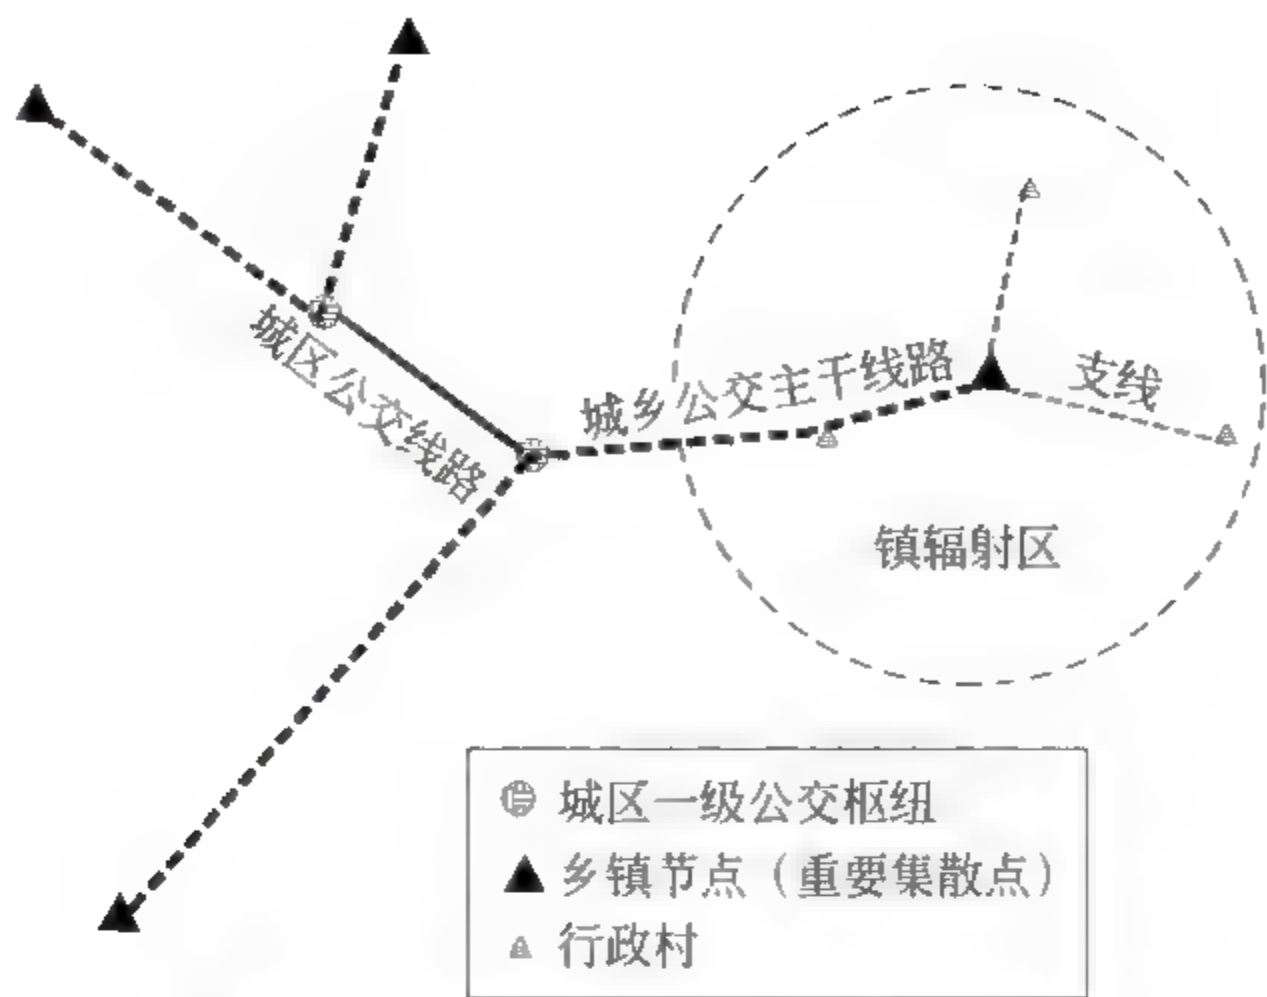 城区公交线路
城乡公交主干线路
支线
镇辐射区
城区一级公交枢纽
乡镇节点（重要集散点）
行政村